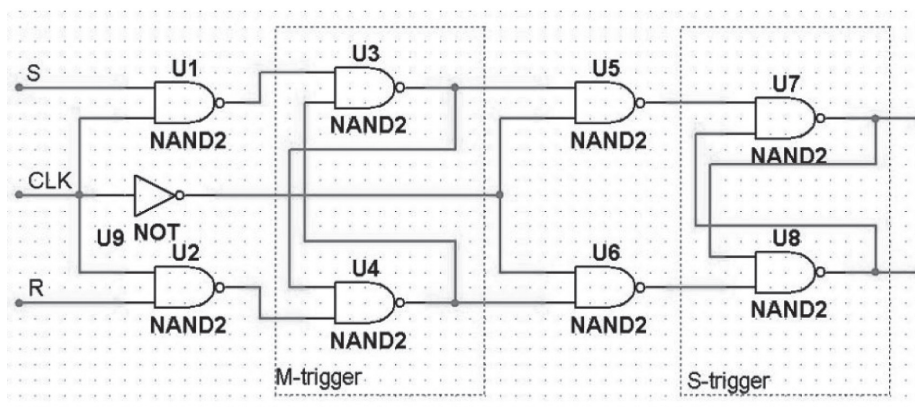 S
U1
NAND2
U3
NAND2
U5
NAND2
U7
NAND2
CLK
U9
NOT
R
U2
NAND2
U4
NAND2
U6
NAND2
U8
NAND2
M-trigger
S-trigger